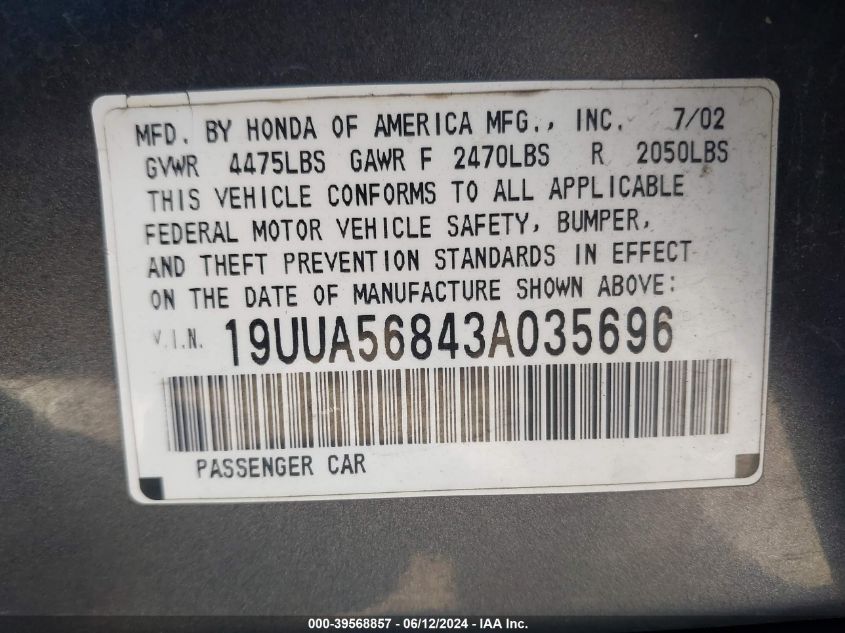 MFD. BY HONDA OF AMERICA MFG., INC. 7/02
GVWR 4475LBS GAWR F 2470LBS R 2050LBS
THIS VEHICLE CONFORMS TO ALL APPLICABLE
FEDERAL MOTOR VEHICLE SAFETY, BUMPER,
AND THEFT PREVENTION STANDARDS IN EFFECT
ON THE DATE OF MANUFACTURE SHOWN ABOVE:
V.I.N. 19UUA56843A035696
PASSENGER CAR
000-39568857 - 06/12/2024 - IAA Inc.